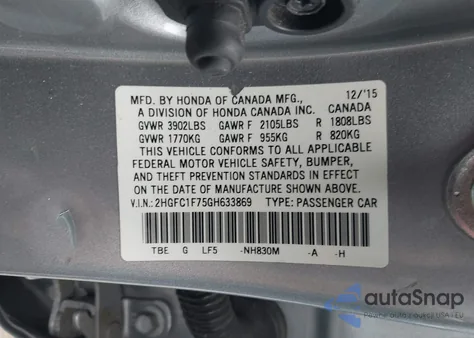 12/'15
MFD. BY HONDA OF CANADA MFG.,
A DIVISION OF HONDA CANADA INC. CANADA
GVWR 3902LBS GAWR F 2105LBS R 1808LBS
GVWR 1770KG GAWR F 955KG R 820KG
THIS VEHICLE CONFORMS TO ALL APPLICABLE
FEDERAL MOTOR VEHICLE SAFETY, BUMPER,
AND THEFT PREVENTION STANDARDS IN EFFECT
ON THE DATE OF MANUFACTURE SHOWN ABOVE.
V.I.N.: 2HGFC1F75GH633869 TYPE: PASSENGER CAR
TBE G LF5 -NH830M -A -H
autoSnap